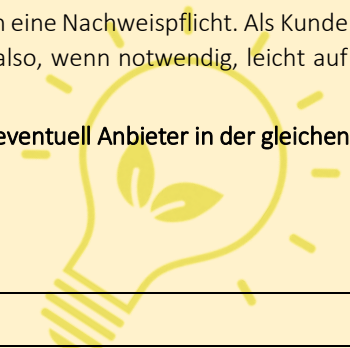 eine Nachweispflicht. Als Kunde
also, wenn notwendig, leicht auf
eventuell Anbieter in der gleichen